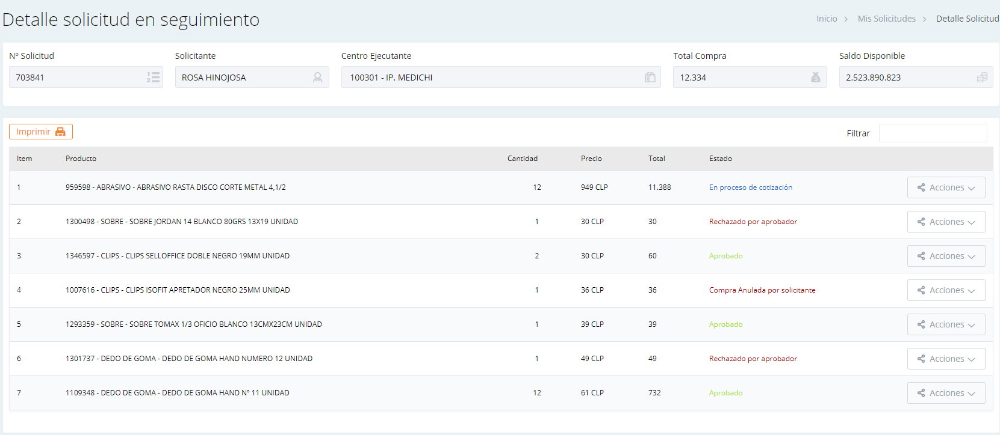 Detalle solicitud en seguimiento
Inicio > Mis Solicitudes > Detalle Solicitud
Nº Solicitud Solicitante Centro Ejecutante Total Compra Saldo Disponible
703841 ROSA HINOJOSA 100301 - IP. MEDICHI 12.334 2.523.890.823
Imprimir Filtrar
Item Producto Cantidad Precio Total Estado
1 959598 - ABRASIVO - ABRASIVO RASTA DISCO CORTE METAL 4,1/2 12 949 CLP 11.388 En proceso de cotización Acciones
2 1300498 - SOBRE - SOBRE JORDAN 14 BLANCO 80GRS 13X19 UNIDAD 1 30 CLP 30 Rechazado por aprobador Acciones
3 1346597 - CLIPS - CLIPS SELLOFFICE DOBLE NEGRO 19MM UNIDAD 2 30 CLP 60 Aprobado Acciones
4 1007616 - CLIPS - CLIPS ISOFIT APRETADOR NEGRO 25MM UNIDAD 1 36 CLP 36 Compra Anulada por solicitante Acciones
5 1293359 - SOBRE - SOBRE TOMAX 1/3 OFICIO BLANCO 13CMX23CM UNIDAD 1 39 CLP 39 Aprobado Acciones
6 1301737 - DEDO DE GOMA - DEDO DE GOMA HAND NUMERO 12 UNIDAD 1 49 CLP 49 Rechazado por aprobador Acciones
7 1109348 - DEDO DE GOMA - DEDO DE GOMA HAND Nº 11 UNIDAD 12 61 CLP 732 Aprobado Acciones